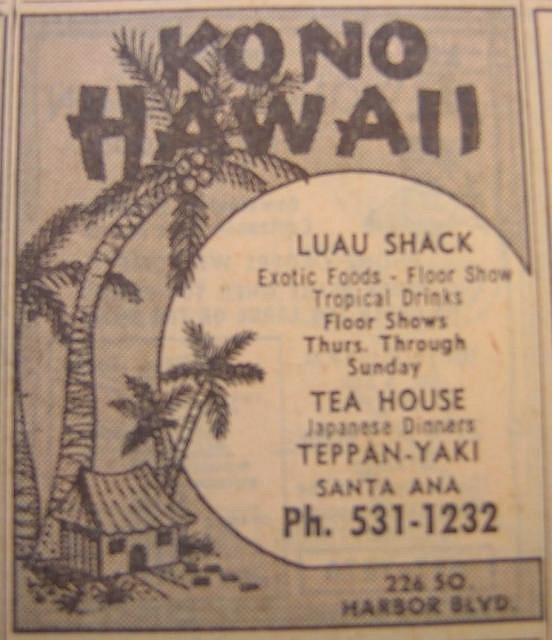 KONO
HAWAII
LUAU SHACK
Exotic Foods - Floor Show
Tropical Drinks
Floor Shows
Thurs. Through
Sunday
TEA HOUSE
Japanese Dinners
TEPPAN-YAKI
SANTA ANA
Ph. 531-1232
226 SO.
HARBOR BLVD.